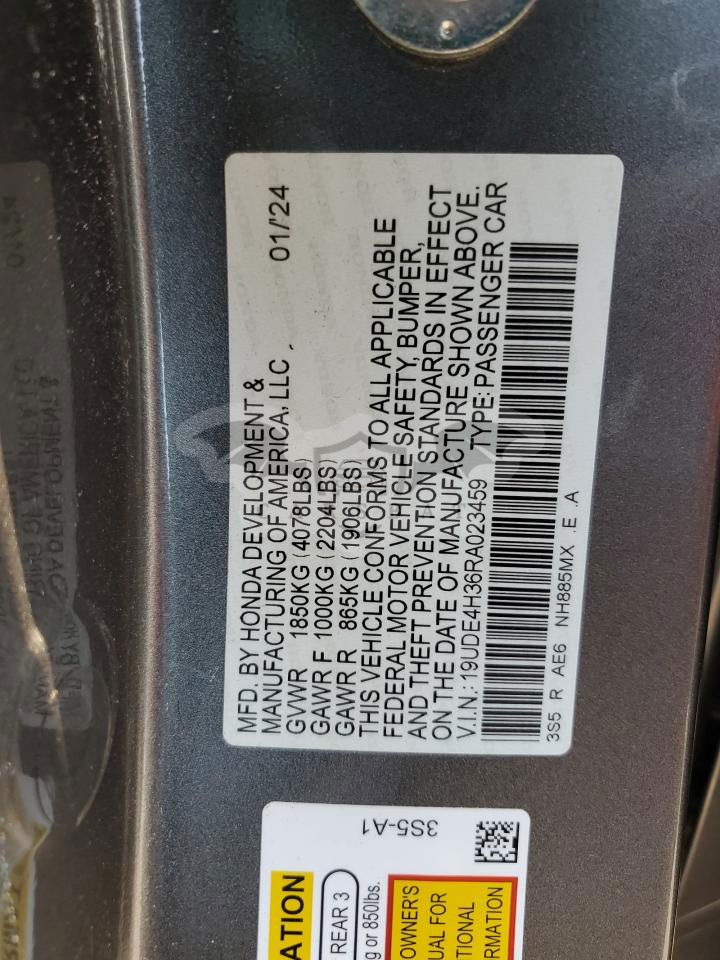 MFD. BY HONDA DEVELOPMENT &
MANUFACTURING OF AMERICA, LLC . 01/'24
GVWR 1850KG (4078LBS)
GAWR F 1000KG (2204LBS)
GAWR R 865KG (1906LBS)
THIS VEHICLE CONFORMS TO ALL APPLICABLE
FEDERAL MOTOR VEHICLE SAFETY, BUMPER,
AND THEFT PREVENTION STANDARDS IN EFFECT
ON THE DATE OF MANUFACTURE SHOWN ABOVE.
V.I.N.: 19UDE4H36RA023459 TYPE: PASSENGER CAR
3S5 R AE6 NH885MX .E .A
3S5-A1
ATION
REAR 3
g or 850lbs.
OWNER'S
UAL FOR
TIONAL
RMATION